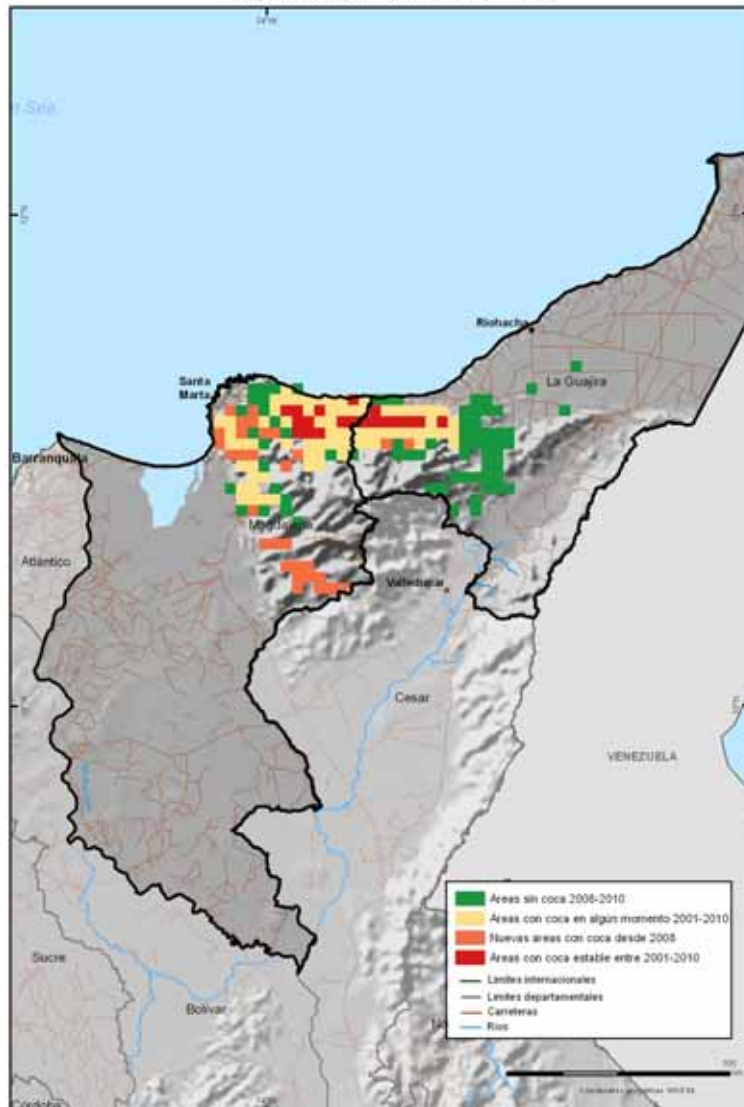 Santa
Marta
Riohacha
La Guajira
Barranquilla
Atlántico
Magdalena
Valledupar
Cesar
VENEZUELA
Sucre
Bolívar
Areas sin coca 2008-2010
Areas con coca en algún momento 2001-2010
Nuevas áreas con coca desde 2008
Areas con coca estable entre 2001-2010
Limites internacionales
Limites departamentales
Carreteras
Rios
Córdoba